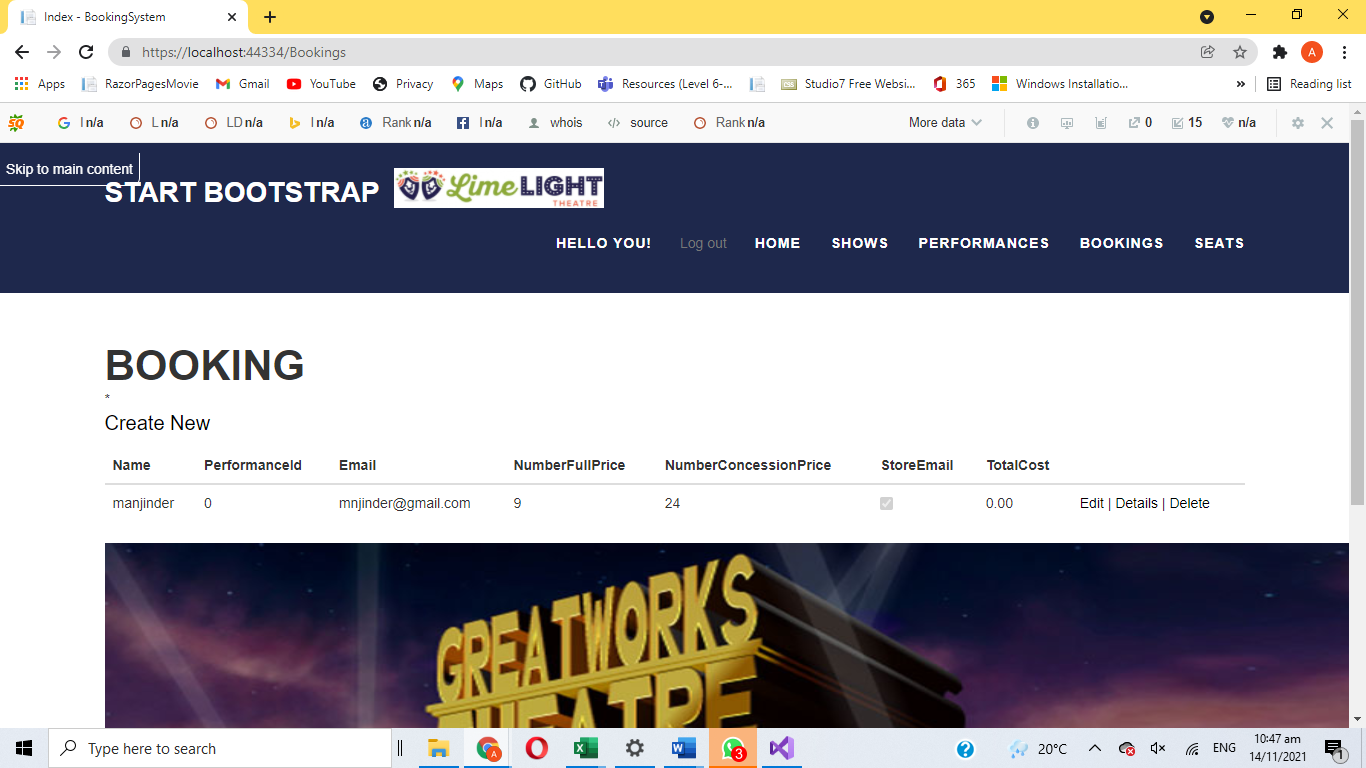 Index - BookingSystem
https://localhost:44334/Bookings
A
Apps RazorPagesMovie Gmail YouTube Privacy Maps GitHub Resources (Level 6-... Studio7 Free Websi... 365 Windows Installatio... » Reading list
SQ I n/a L n/a LD n/a I n/a Rank n/a I n/a whois source Rank n/a More data 0 15 n/a
Skip to main content
START BOOTSTRAP Lime LIGHT
THEATRE
HELLO YOU! Log out HOME SHOWS PERFORMANCES BOOKINGS SEATS
BOOKING
*
Create New
Name PerformanceId Email NumberFullPrice NumberConcessionPrice StoreEmail TotalCost
manjinder 0 mnjinder@gmail.com 9 24 0.00 Edit | Details | Delete
GREATWORKS
THEATRE
Type here to search 3 20°C ENG 10:47 am
14/11/2021 1